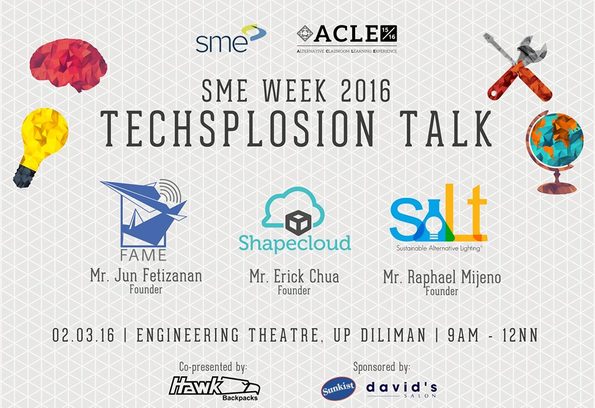 sme
ACLE 15/16
ALTERNATIVE CLASSROOM LEARNING EXPERIENCE
SME WEEK 2016
TECHSPLOSION TALK
FAME
Shapecloud
SALt
Sustainable Alternative Lighting
Mr. Jun Fetizanan
Founder
Mr. Erick Chua
Founder
Mr. Raphael Mijeno
Founder
02.03.16 | ENGINEERING THEATRE, UP DILIMAN | 9AM - 12NN
Co-presented by:
Hawk
Backpacks
Sponsored by:
Sunkist
david's
SALON